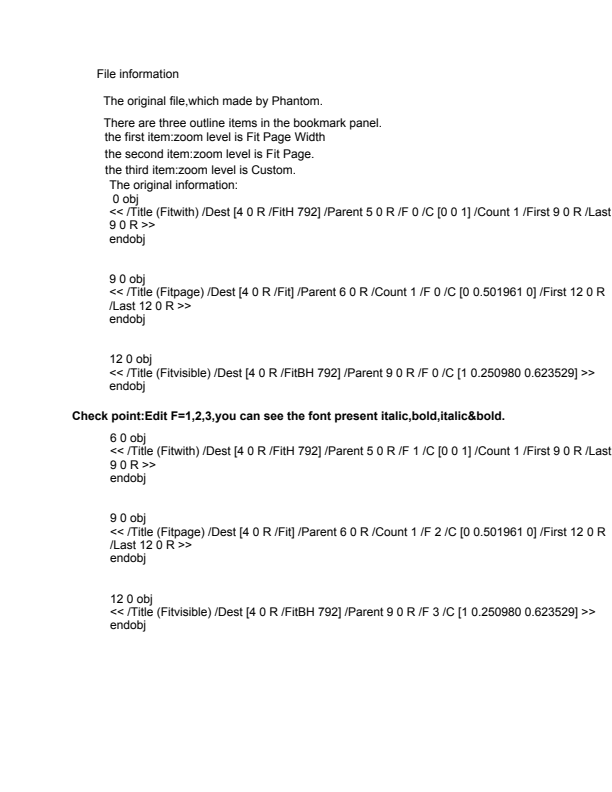 File information
The original file,which made by Phantom.
There are three outline items in the bookmark panel.
the first item:zoom level is Fit Page Width
the second item:zoom level is Fit Page.
the third item:zoom level is Custom.
The original information:
0 obj
<< /Title (Fitwith) /Dest [4 0 R /FitH 792] /Parent 5 0 R /F 0 /C [0 0 1] /Count 1 /First 9 0 R /Last
9 0 R >>
endobj
9 0 obj
<< /Title (Fitpage) /Dest [4 0 R /Fit] /Parent 6 0 R /Count 1 /F 0 /C [0 0.501961 0] /First 12 0 R
/Last 12 0 R >>
endobj
12 0 obj
<< /Title (Fitvisible) /Dest [4 0 R /FitBH 792] /Parent 9 0 R /F 0 /C [1 0.250980 0.623529] >>
endobj
Check point:Edit F=1,2,3,you can see the font present italic,bold,italic&bold.
6 0 obj
<< /Title (Fitwith) /Dest [4 0 R /FitH 792] /Parent 5 0 R /F 1 /C [0 0 1] /Count 1 /First 9 0 R /Last
9 0 R >>
endobj
9 0 obj
<< /Title (Fitpage) /Dest [4 0 R /Fit] /Parent 6 0 R /Count 1 /F 2 /C [0 0.501961 0] /First 12 0 R
/Last 12 0 R >>
endobj
12 0 obj
<< /Title (Fitvisible) /Dest [4 0 R /FitBH 792] /Parent 9 0 R /F 3 /C [1 0.250980 0.623529] >>
endobj